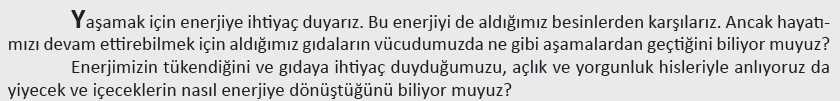 Yaşamak için enerjiye ihtiyaç duyarız. Bu enerjiyi de aldığımız besinlerden karşılarız. Ancak hayatı-
mızı devam ettirebilmek için aldığımız gıdaların vücudumuzda ne gibi aşamalardan geçtiğini biliyor muyuz?
Enerjimizin tükendiğini ve gıdaya ihtiyaç duyduğumuzu, açlık ve yorgunluk hisleriyle anlıyoruz da
yiyecek ve içeceklerin nasıl enerjiye dönüştüğünü biliyor muyuz?